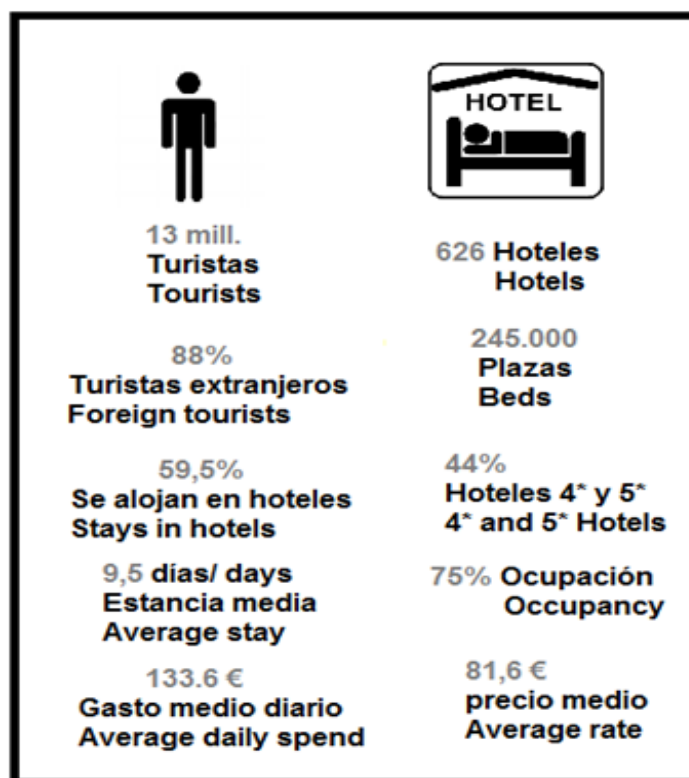 13 mill.
Turistas
Tourists
88%
Turistas extranjeros
Foreign tourists
59,5%
Se alojan en hoteles
Stays in hotels
9,5 días/ days
Estancia media
Average stay
133.6 €
Gasto medio diario
Average daily spend
HOTEL
626 Hoteles
Hotels
245.000
Plazas
Beds
44%
Hoteles 4* y 5*
4* and 5* Hotels
75% Ocupación
Occupancy
81,6 €
precio medio
Average rate